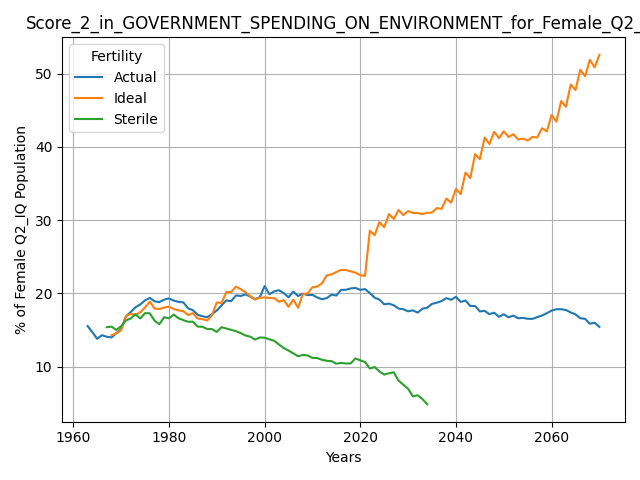 Score_2_in_GOVERNMENT_SPENDING_ON_ENVIRONMENT_for_Female_Q2_
Fertility
Actual
Ideal
Sterile
% of Female Q2_IQ Population
50
40
30
20
10
1960 1980 2000 2020 2040 2060
Years